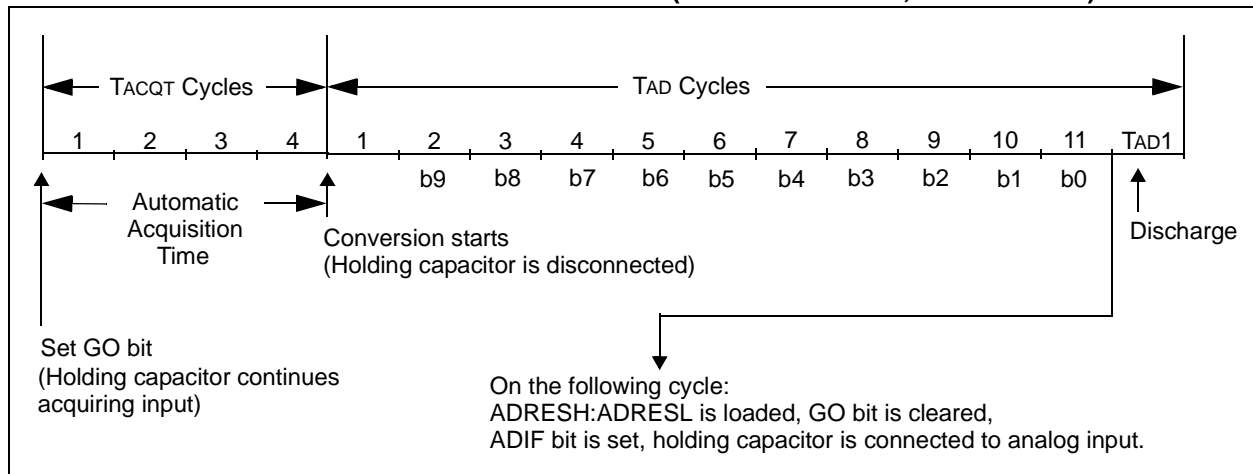 TACQT Cycles
TAD Cycles
1 2 3 4 1 2 3 4 5 6 7 8 9 10 11 TAD1
b9 b8 b7 b6 b5 b4 b3 b2 b1 b0
Automatic
Acquisition
Time
Conversion starts
(Holding capacitor is disconnected)
Discharge
Set GO bit
(Holding capacitor continues
acquiring input)
On the following cycle:
ADRESH:ADRESL is loaded, GO bit is cleared,
ADIF bit is set, holding capacitor is connected to analog input.